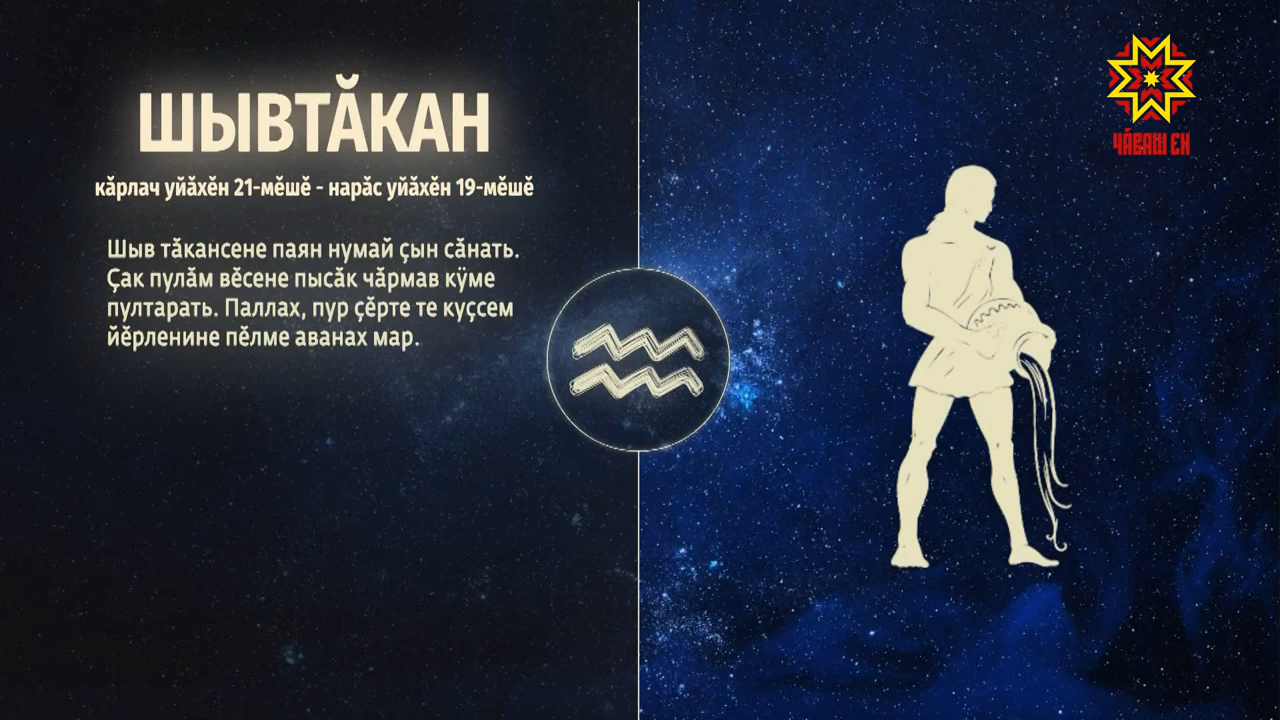 ШЫВТĂКАН
кăрлач уйăхĕн 21-мĕшĕ - нарăс уйăхĕн 19-мĕшĕ
Шыв тăкансене паян нумай çын сăнать.
Çак пулăм вĕсене пысăк чăрмав кӳме
пултарать. Паллах, пур çĕрте те куççем
йĕрленине пĕлме аванах мар.
ЧĂВАШ ЕН